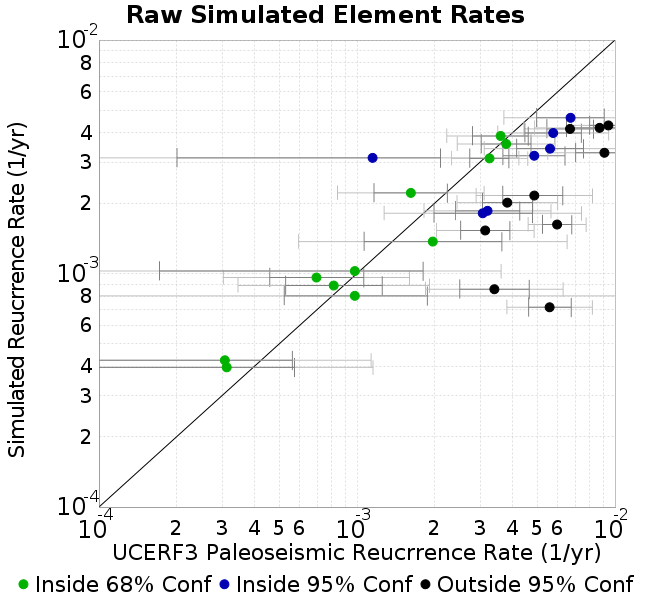 Raw Simulated Element Rates
Simulated Reucrrence Rate (1/yr)
10-2
8
6
4
3
2
10-3
8
6
4
3
2
10-4
10-4 2 3 4 5 6 10-3 2 3 4 5 6 10-2
UCERF3 Paleoseismic Reucrrence Rate (1/yr)
Inside 68% Conf Inside 95% Conf Outside 95% Conf